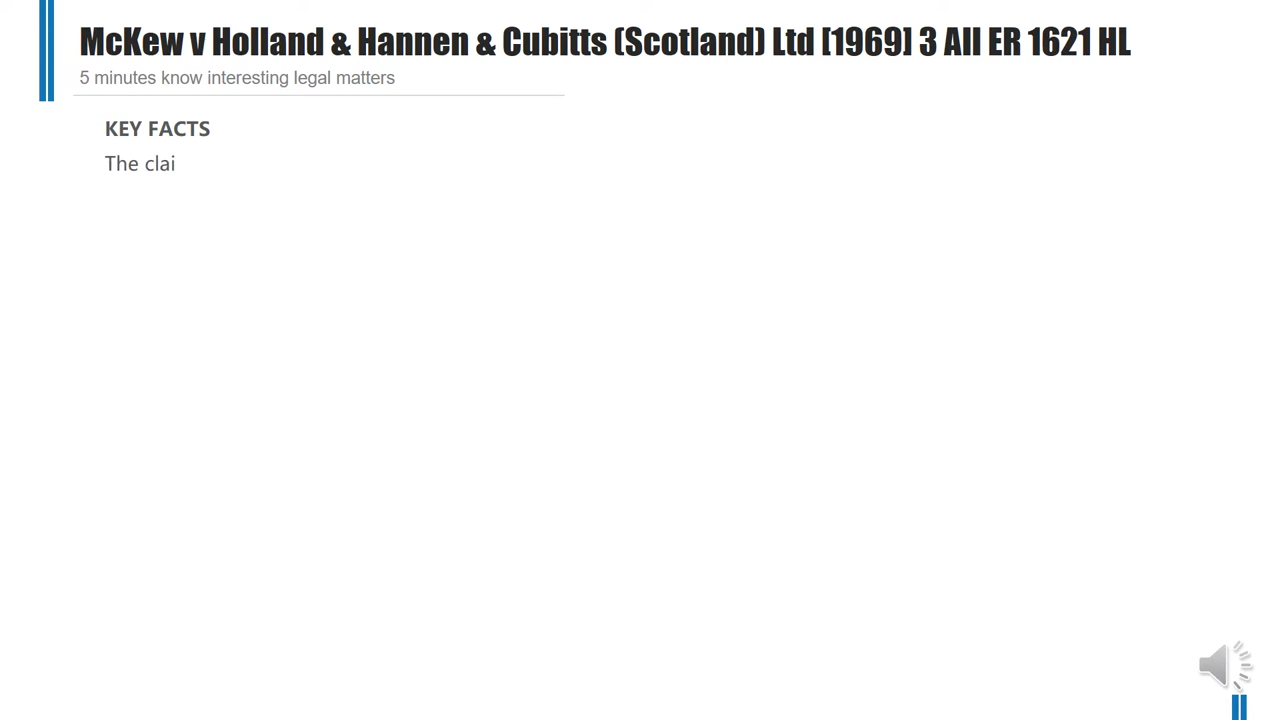 McKew v Holland & Hannen & Cubitts (Scotland) Ltd [1969] 3 All ER 1621 HL
5 minutes know interesting legal matters
KEY FACTS
The clai